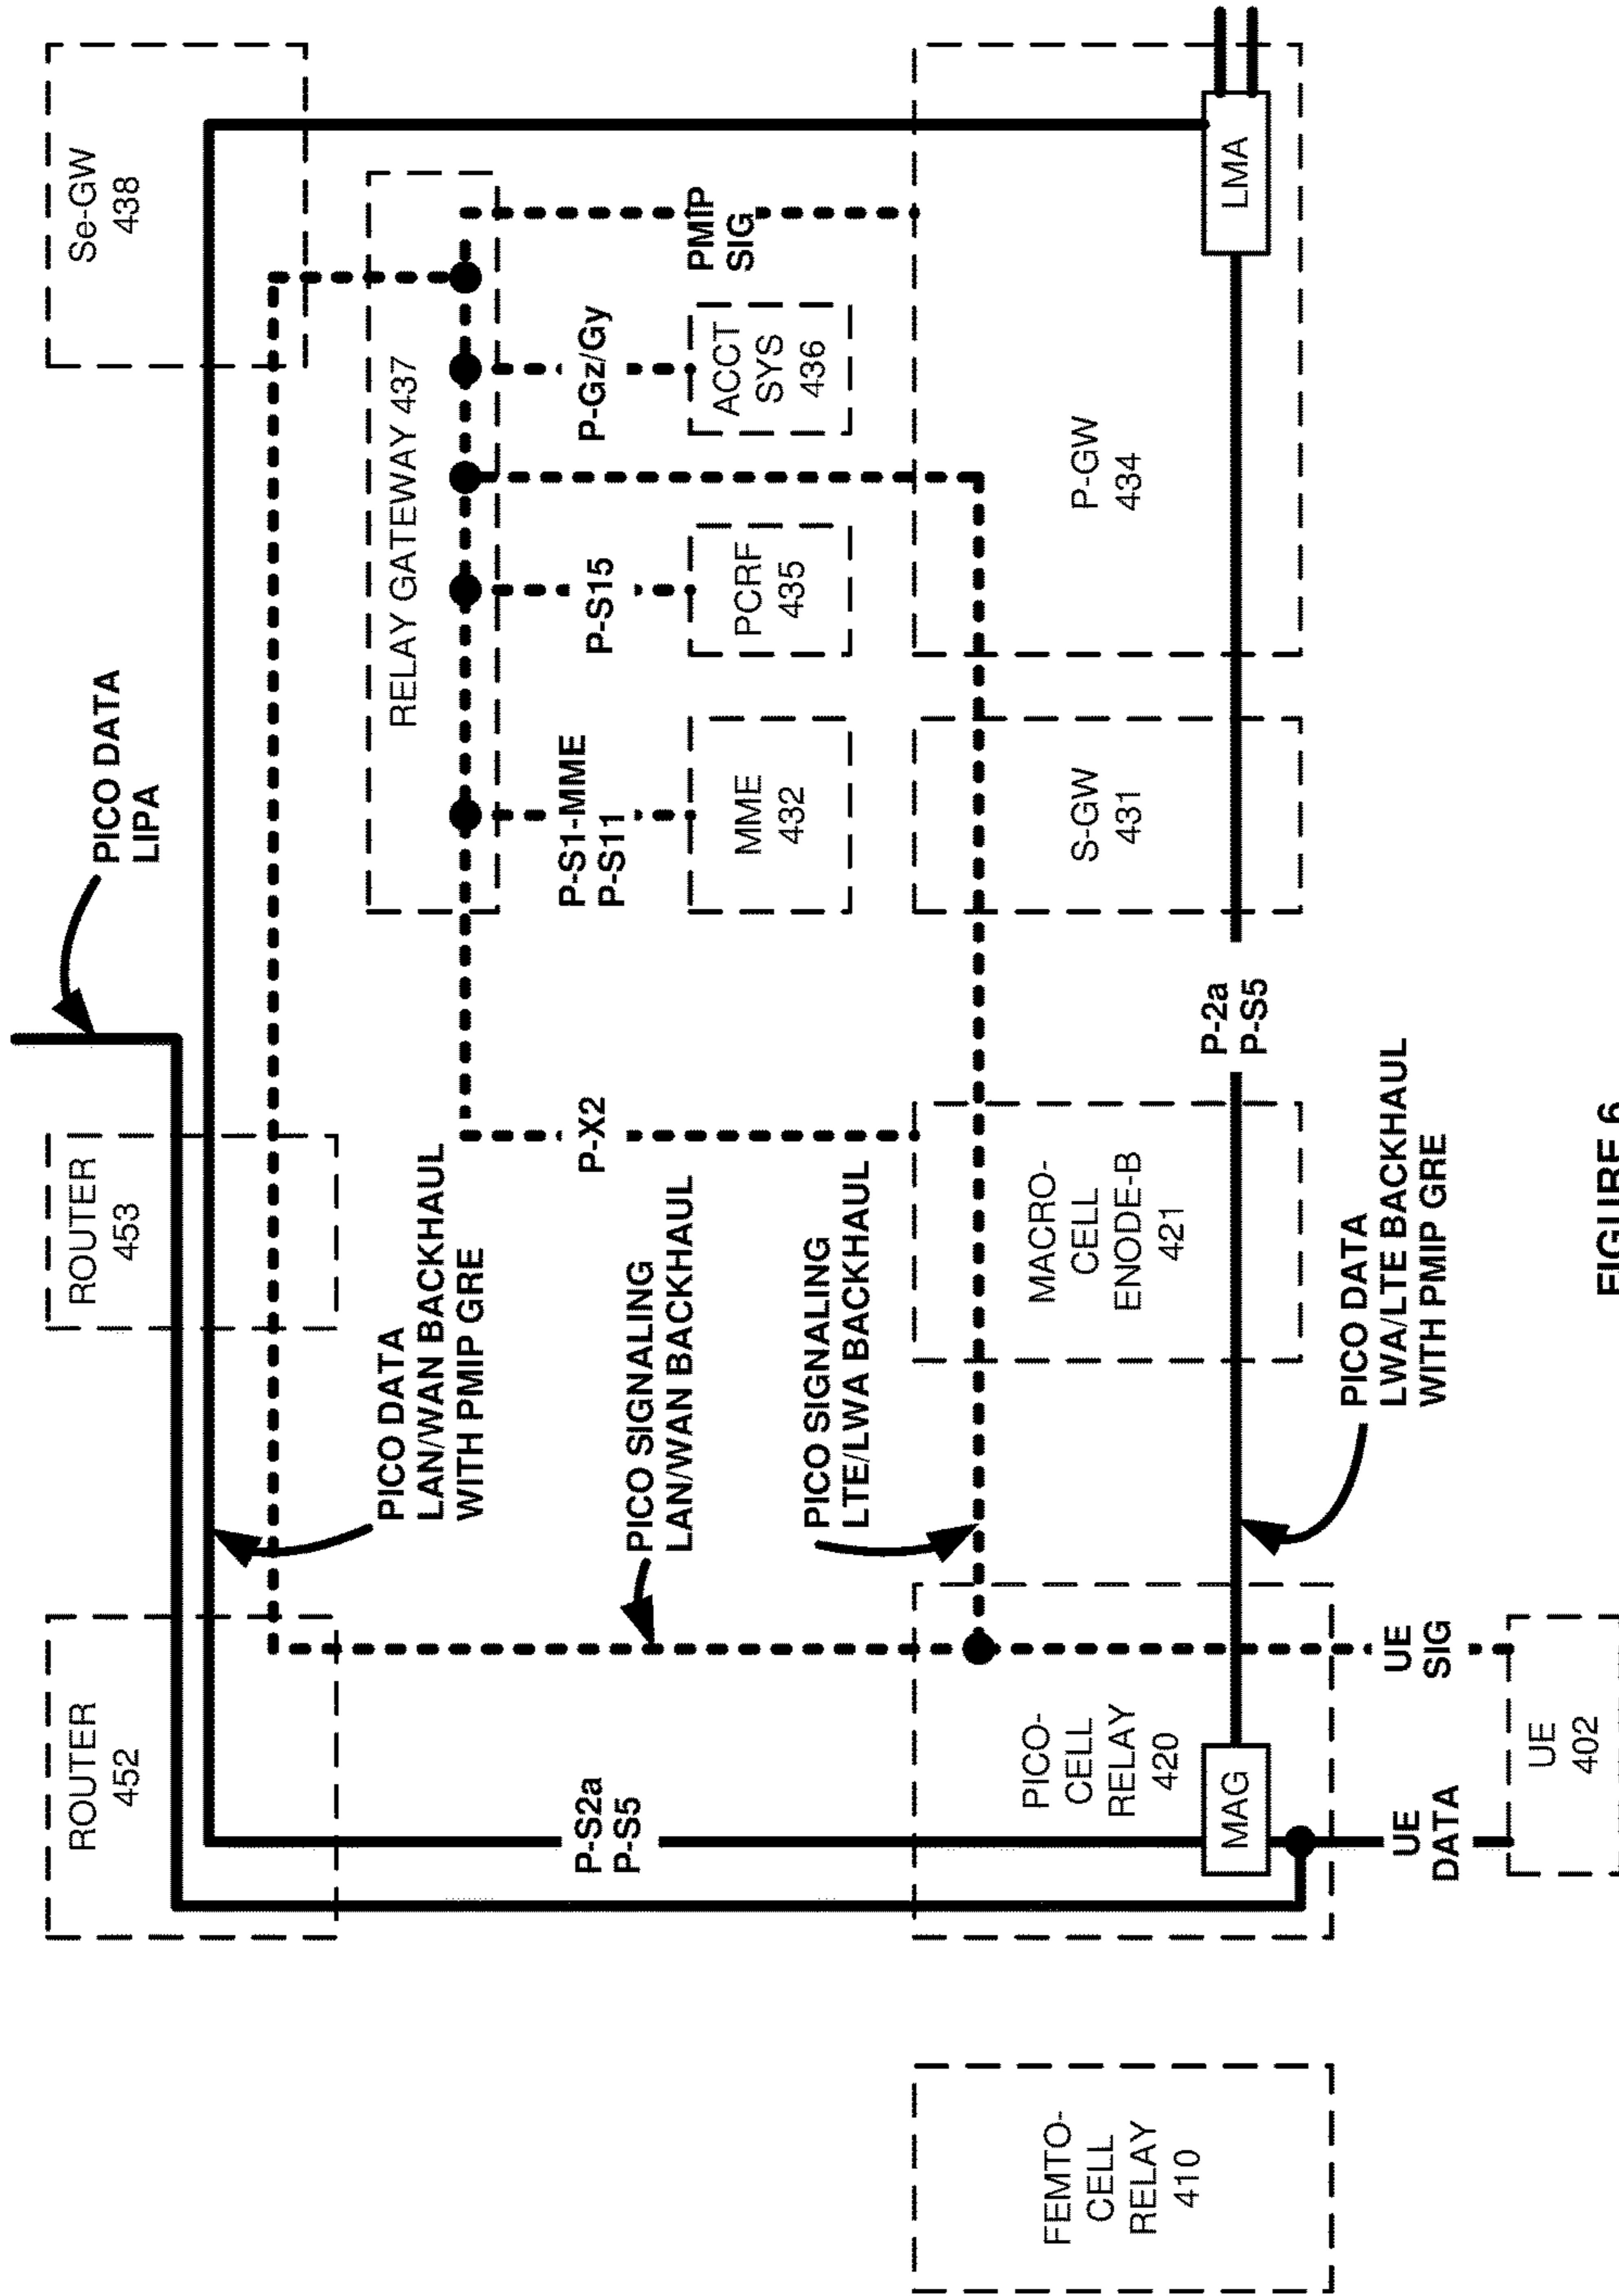 ROUTER
452
ROUTER
453
PICO DATA
LIPA
Se-GW
438
PICO DATA
LAN/WAN BACKHAUL
WITH PMIP GRE
RELAY GATEWAY 437
P-S2a
P-S5
PICO SIGNALING
LAN/WAN BACKHAUL
P-X2
P-S1-MME
P-S11
P-S15
P-Gz/Gy
PMIP
SIG
PICO SIGNALING
LTE/LWA BACKHAUL
MME
432
PCRF
435
ACCT
SYS
436
FEMTO-
CELL
RELAY
410
PICO-
CELL
RELAY
420
MACRO-
CELL
ENODE-B
421
S-GW
431
P-GW
434
MAG
P-2a
P-S5
LMA
UE
DATA
UE
SIG
PICO DATA
LWA/LTE BACKHAUL
WITH PMIP GRE
UE
402
FIGURE 6